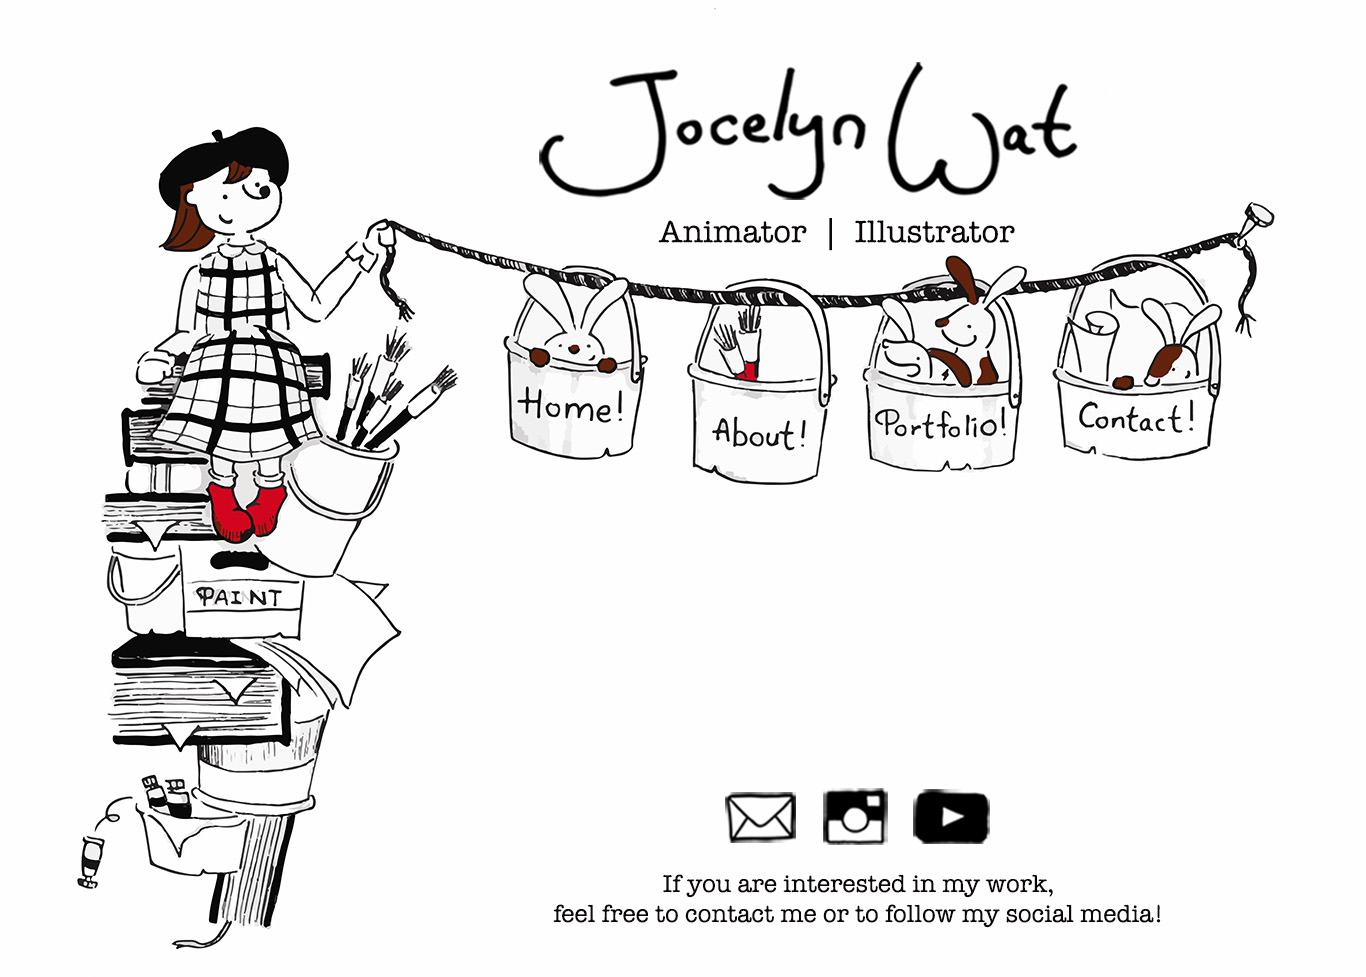 Jocelyn Wat
Animator | Illustrator
Home!
About!
Portfolio!
Contact!
PAINT
If you are interested in my work,
feel free to contact me or to follow my social media!